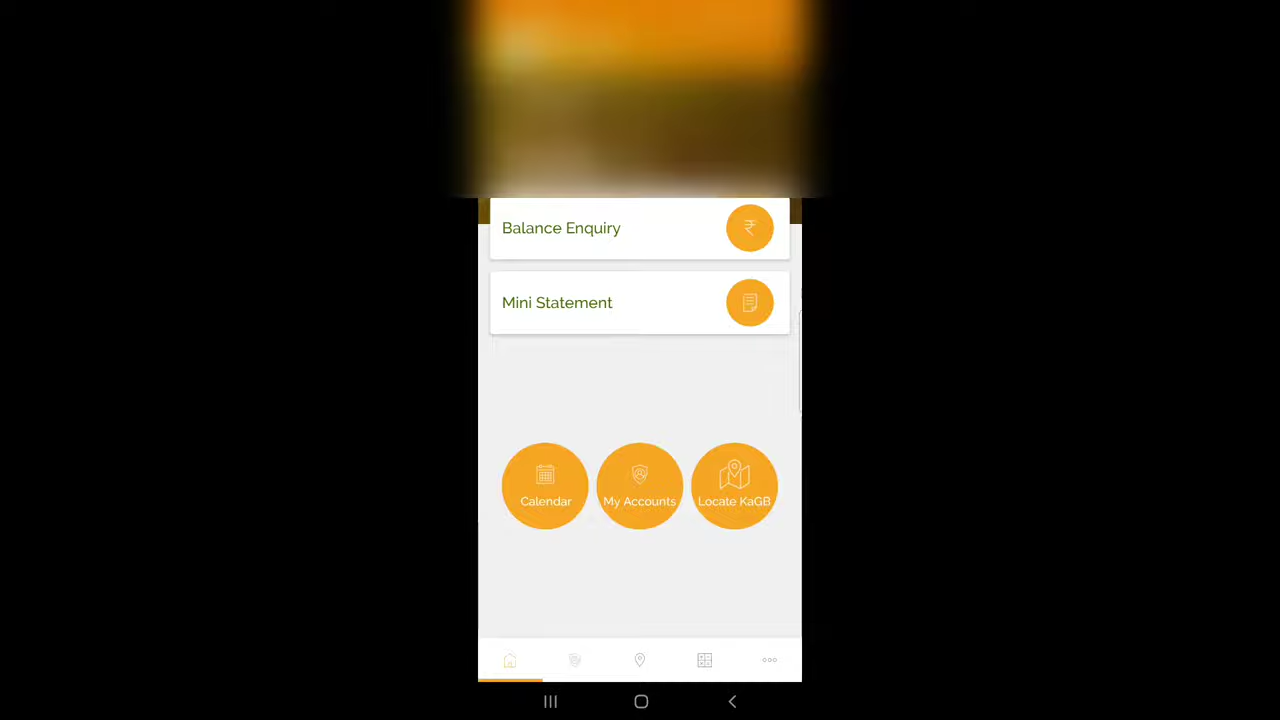 Balance Enquiry
Mini Statement
Calendar
My Accounts
Locate KaGB